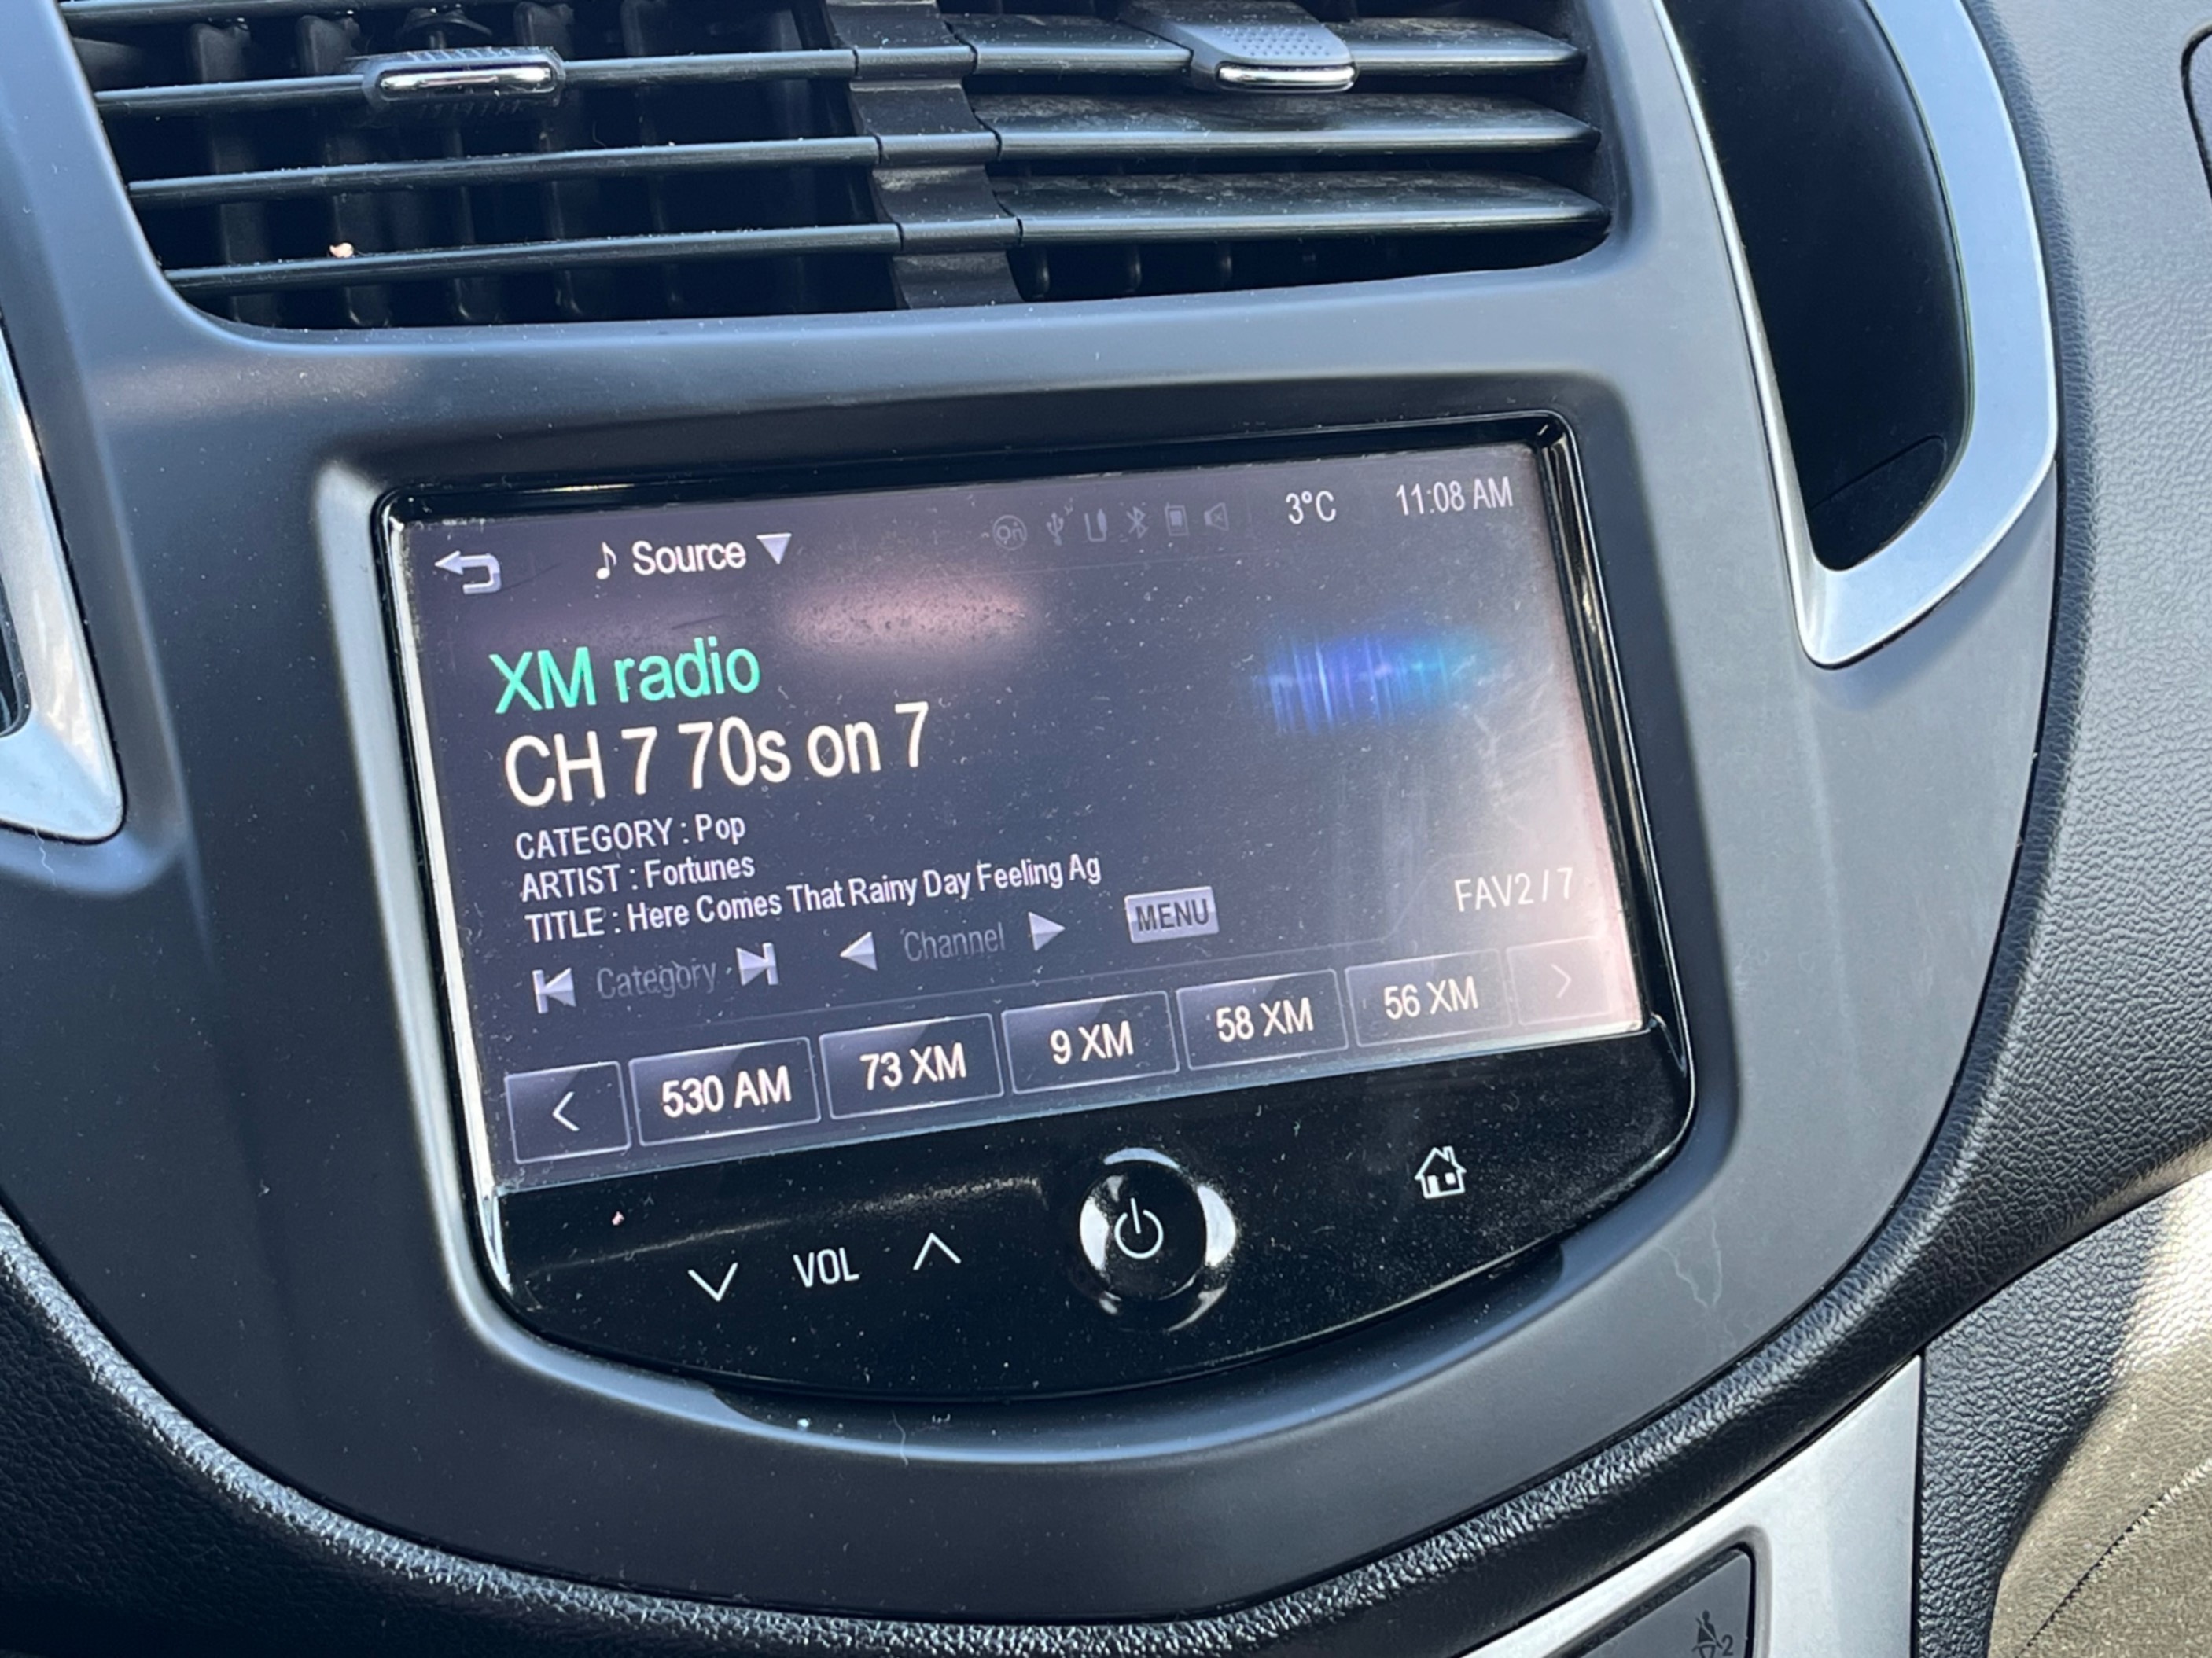 Source 3°C 11:08 AM
XM radio
CH 7 70s on 7
CATEGORY : Pop
ARTIST : Fortunes
TITLE : Here Comes That Rainy Day Feeling Ag
FAV2 / 7
Category Channel MENU
530 AM 73 XM 9 XM 58 XM 56 XM
VOL
2